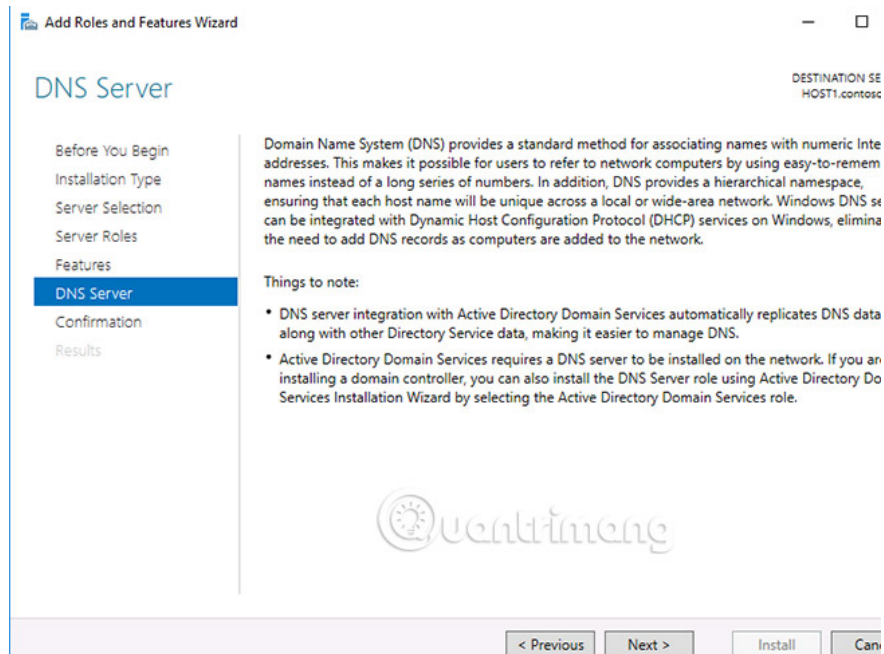 Add Roles and Features Wizard
DNS Server
DESTINATION SE
HOST1.contoso
Before You Begin
Installation Type
Server Selection
Server Roles
Features
DNS Server
Confirmation
Results
Domain Name System (DNS) provides a standard method for associating names with numeric Inte
addresses. This makes it possible for users to refer to network computers by using easy-to-remem
names instead of a long series of numbers. In addition, DNS provides a hierarchical namespace,
ensuring that each host name will be unique across a local or wide-area network. Windows DNS se
can be integrated with Dynamic Host Configuration Protocol (DHCP) services on Windows, elimina
the need to add DNS records as computers are added to the network.
Things to note:
• DNS server integration with Active Directory Domain Services automatically replicates DNS data
along with other Directory Service data, making it easier to manage DNS.
• Active Directory Domain Services requires a DNS server to be installed on the network. If you are
installing a domain controller, you can also install the DNS Server role using Active Directory Do
Services Installation Wizard by selecting the Active Directory Domain Services role.
Quantrimang
< Previous Next > Install Canc